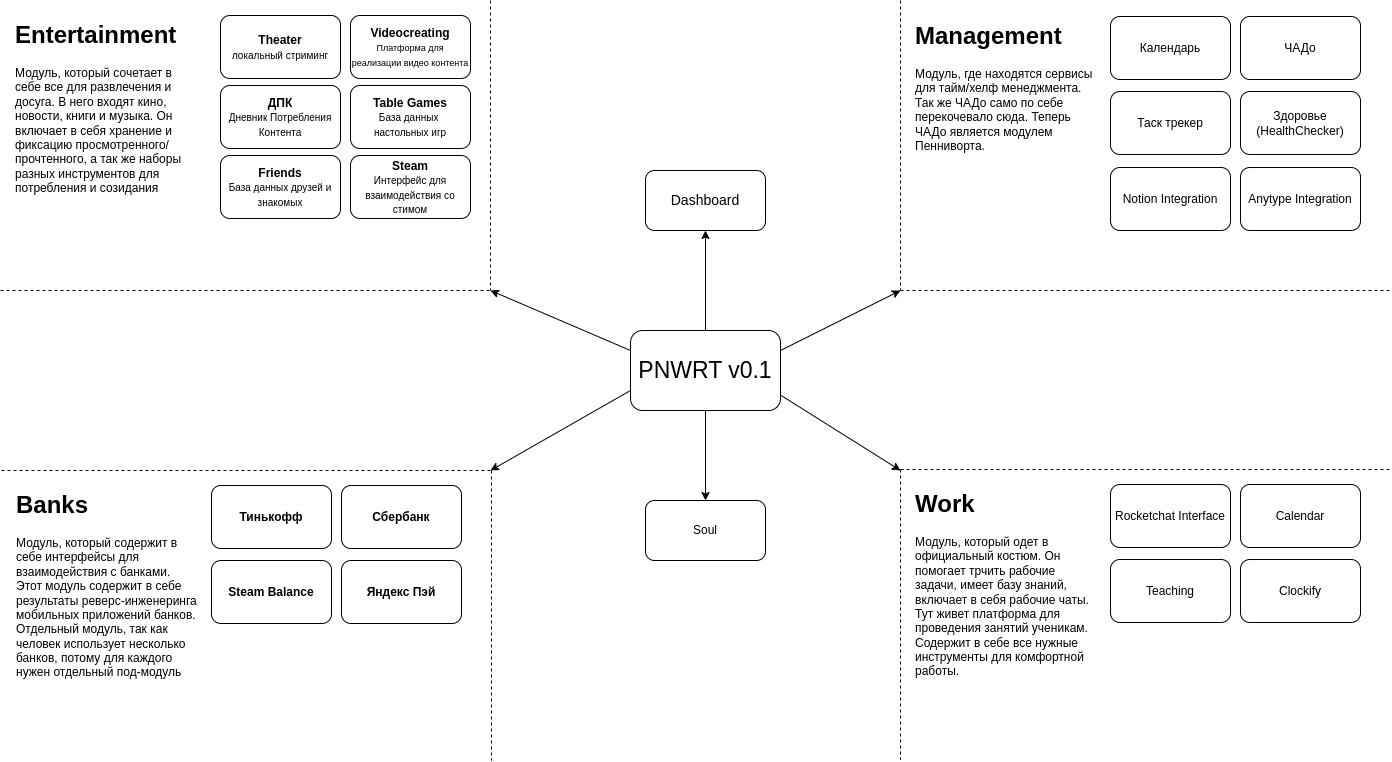 Entertainment
Модуль, который сочетает в
себе все для развлечения и
досуга. В него входят кино,
новости, книги и музыка. Он
включает в себя хранение и
фиксацию просмотренного/
прочтенного, а так же наборы
разных инструментов для
потребления и созидания
Theater
локальный стриминг
Videocreating
Платформа для
реализации видео контента
ДПК
Дневник Потребления
Контента
Table Games
База данных
настольных игр
Friends
База данных друзей и
знакомых
Steam
Интерфейс для
взаимодействия со
стимом
Management
Модуль, где находятся сервисы
для тайм/хелф менеджмента.
Так же ЧАДо само по себе
перекочевало сюда. Теперь
ЧАДо является модулем
Пенниворта.
Календарь
ЧАДо
Таск трекер
Здоровье
(HealthChecker)
Notion Integration
Anytype Integration
Dashboard
PNWRT v0.1
Soul
Banks
Модуль, который содержит в
себе интерфейсы для
взаимодействия с банками.
Этот модуль содержит в себе
результаты реверс-инженеринга
мобильных приложений банков.
Отдельный модуль, так как
человек использует несколько
банков, потому для каждого
нужен отдельный под-модуль
Тинькофф
Сбербанк
Steam Balance
Яндекс Пэй
Work
Модуль, который одет в
официальный костюм. Он
помогает трчить рабочие
задачи, имеет базу знаний,
включает в себя рабочие чаты.
Тут живет платформа для
проведения занятий ученикам.
Содержит в себе все нужные
инструменты для комфортной
работы.
Rocketchat Interface
Calendar
Teaching
Clockify